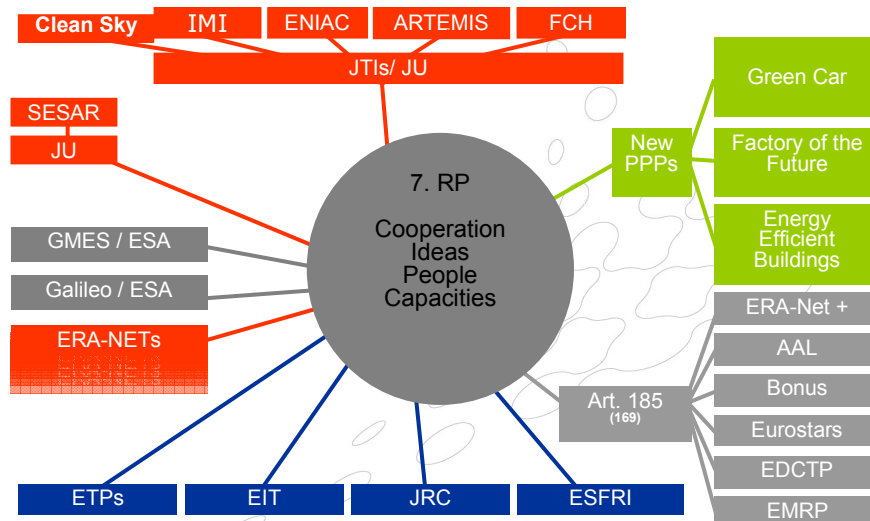 Clean Sky
IMI
ENIAC
ARTEMIS
FCH
JTIs/ JU
SESAR
JU
GMES / ESA
Galileo / ESA
ERA-NETs
7. RP
Cooperation
Ideas
People
Capacities
New
PPPs
Green Car
Factory of the
Future
Energy
Efficient
Buildings
Art. 185
(169)
ERA-Net +
AAL
Bonus
Eurostars
EDCTP
EMRP
ETPs
EIT
JRC
ESFRI